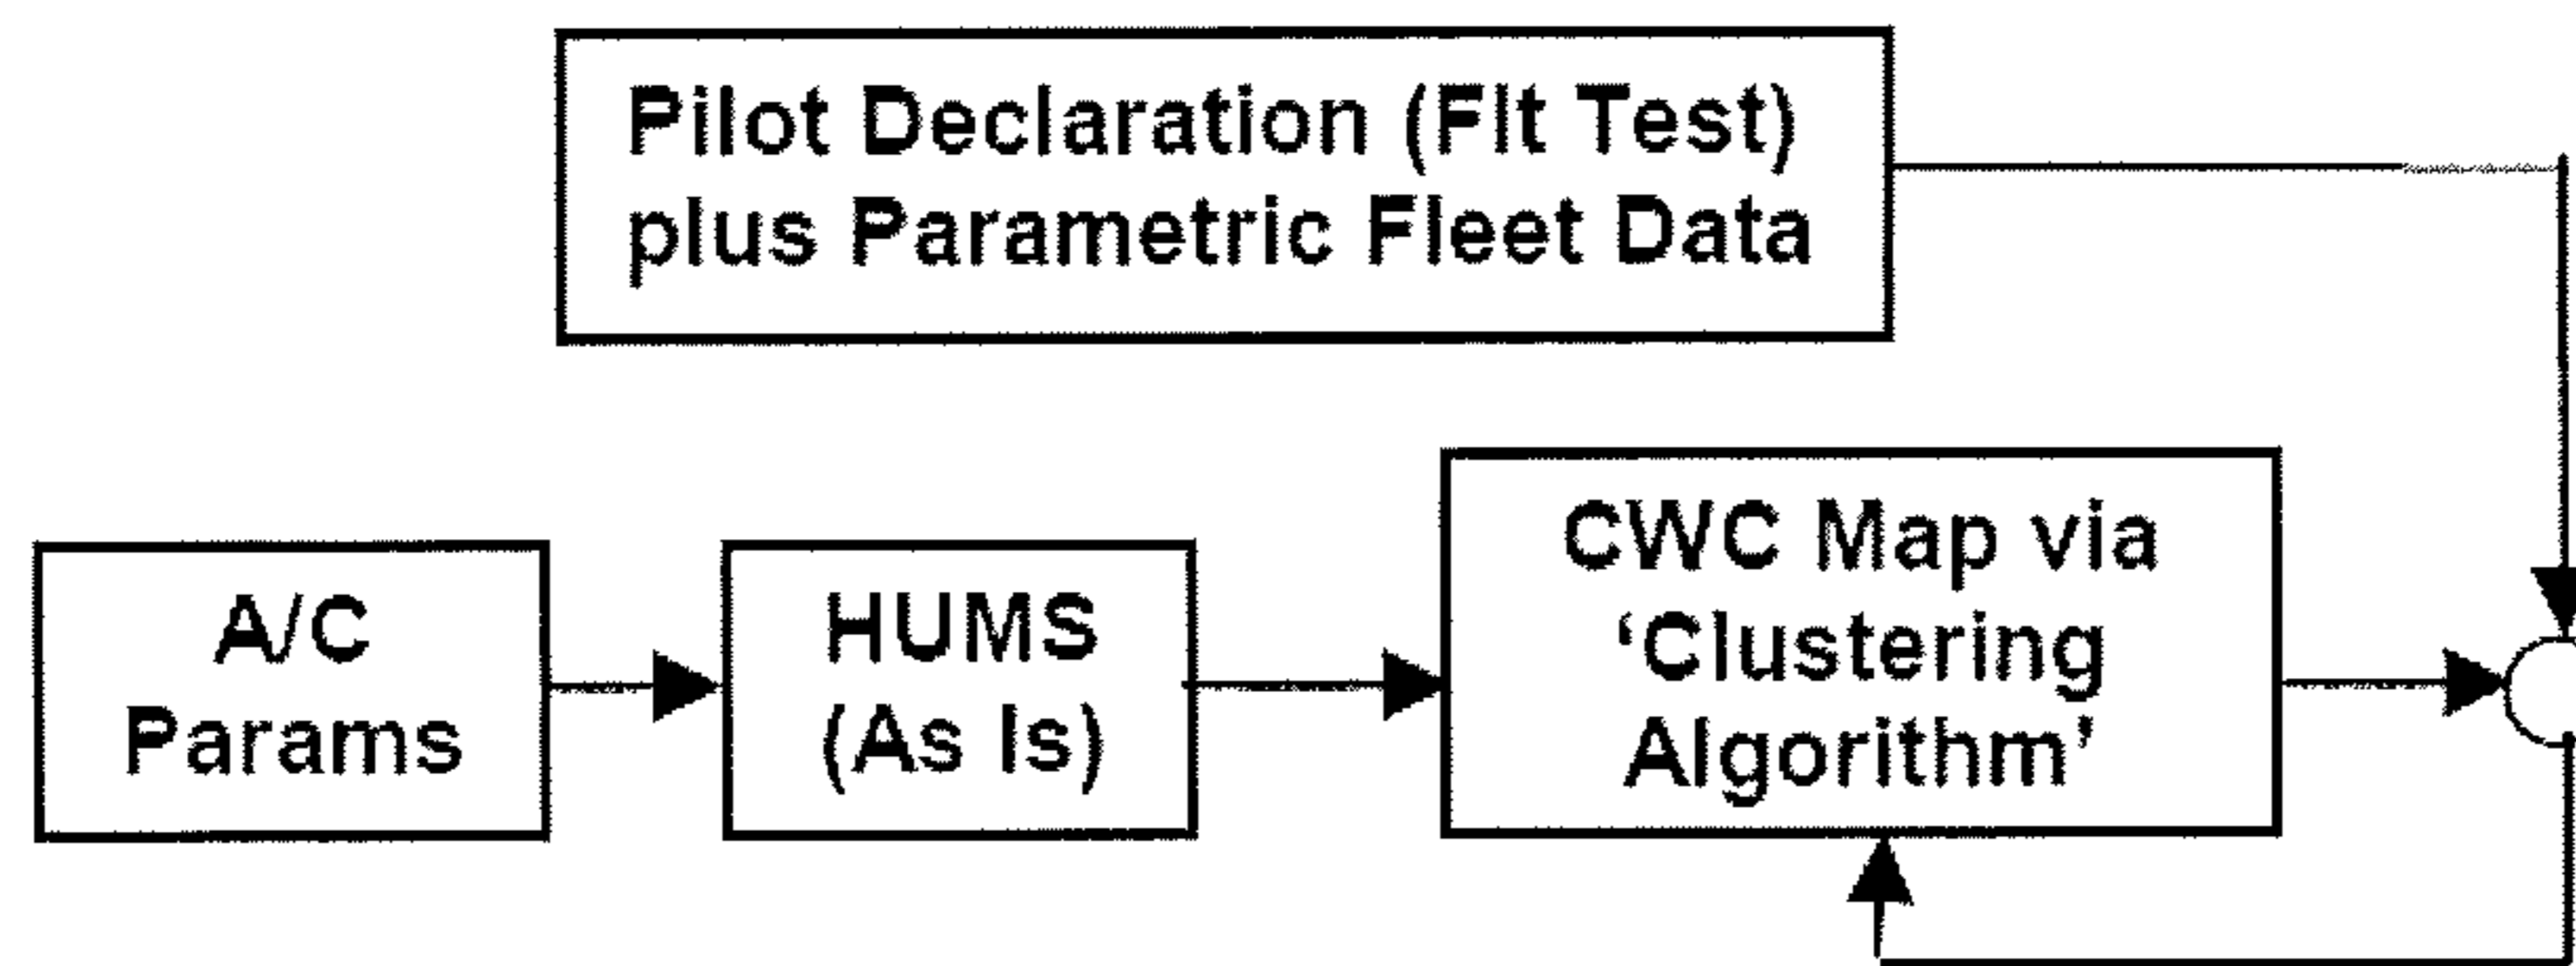 Pilot Declaration (Flt Test)
plus Parametric Fleet Data
A/C
Params
HUMS
(As Is)
CWC Map via
‘Clustering
Algorithm’